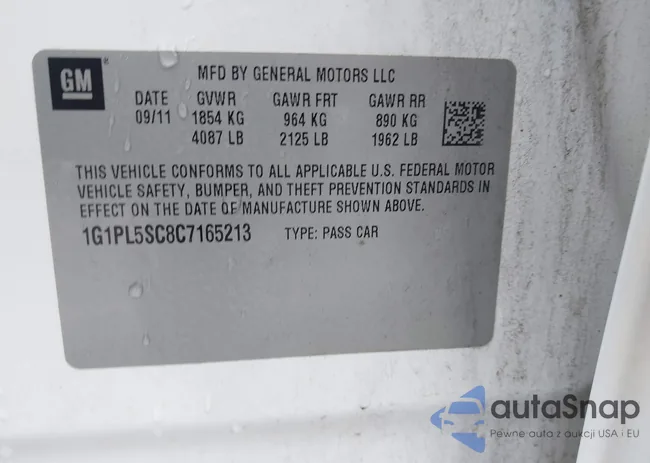 GM
MFD BY GENERAL MOTORS LLC
DATE GVWR GAWR FRT GAWR RR
09/11 1854 KG 964 KG 890 KG
4087 LB 2125 LB 1962 LB
THIS VEHICLE CONFORMS TO ALL APPLICABLE U.S. FEDERAL MOTOR
VEHICLE SAFETY, BUMPER, AND THEFT PREVENTION STANDARDS IN
EFFECT ON THE DATE OF MANUFACTURE SHOWN ABOVE.
1G1PL5SC8C7165213 TYPE: PASS CAR
autaSnap
Pewne auta z aukcji USA i EU